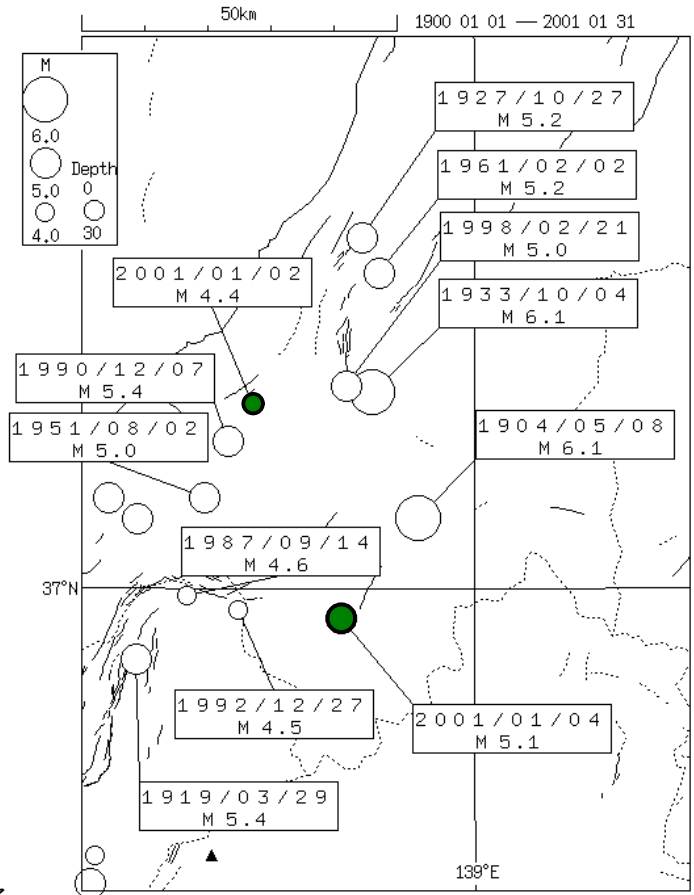 50km
1900 01 01 — 2001 01 31
M
6.0
5.0
4.0
Depth
0
30
1927/10/27
M 5.2
1961/02/02
M 5.2
1998/02/21
M 5.0
1933/10/04
M 6.1
2001/01/02
M 4.4
1990/12/07
M 5.4
1951/08/02
M 5.0
1904/05/08
M 6.1
1987/09/14
M 4.6
37°N
1992/12/27
M 4.5
2001/01/04
M 5.1
1919/03/29
M 5.4
139°E